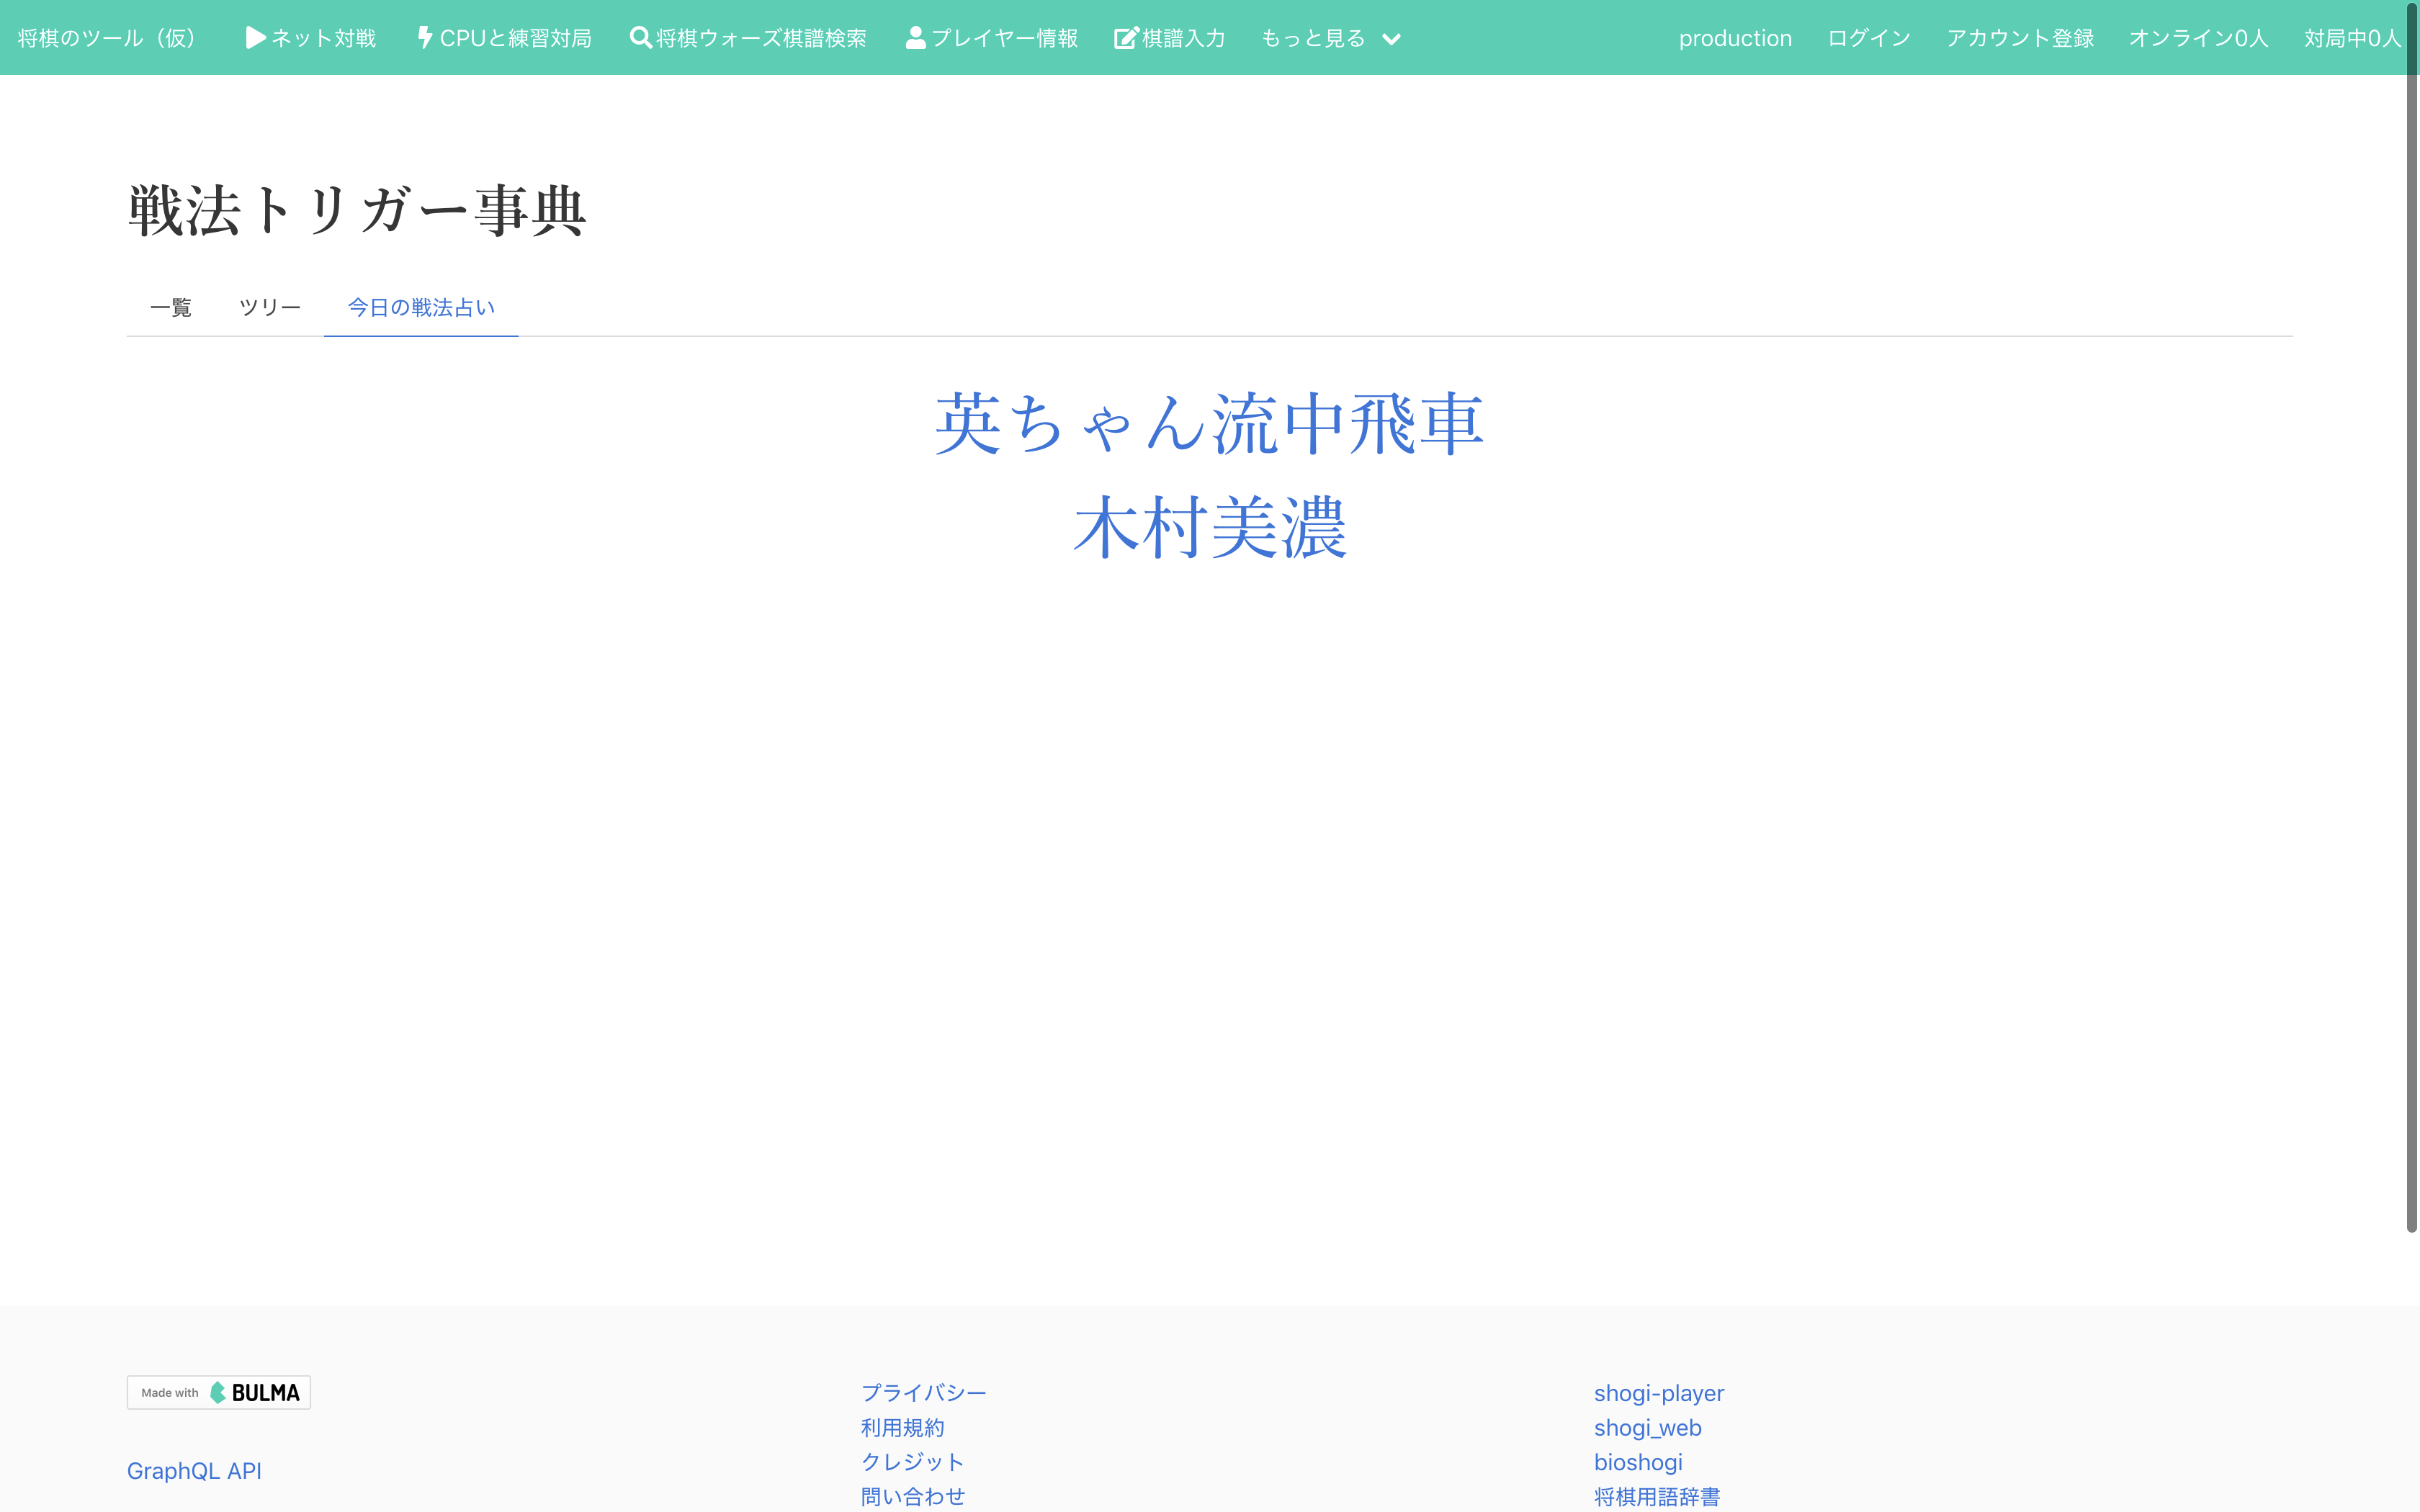 将棋のツール（仮） ネット対戦 CPUと練習対局 将棋ウォーズ棋譜検索 プレイヤー情報 棋譜入力 もっと見る production ログイン アカウント登録 オンライン0人 対局中0人
戦法トリガー事典
一覧 ツリー 今日の戦法占い
英ちゃん流中飛車
木村美濃
Made with BULMA
GraphQL API
プライバシー
利用規約
クレジット
問い合わせ
shogi-player
shogi_web
bioshogi
将棋用語辞書